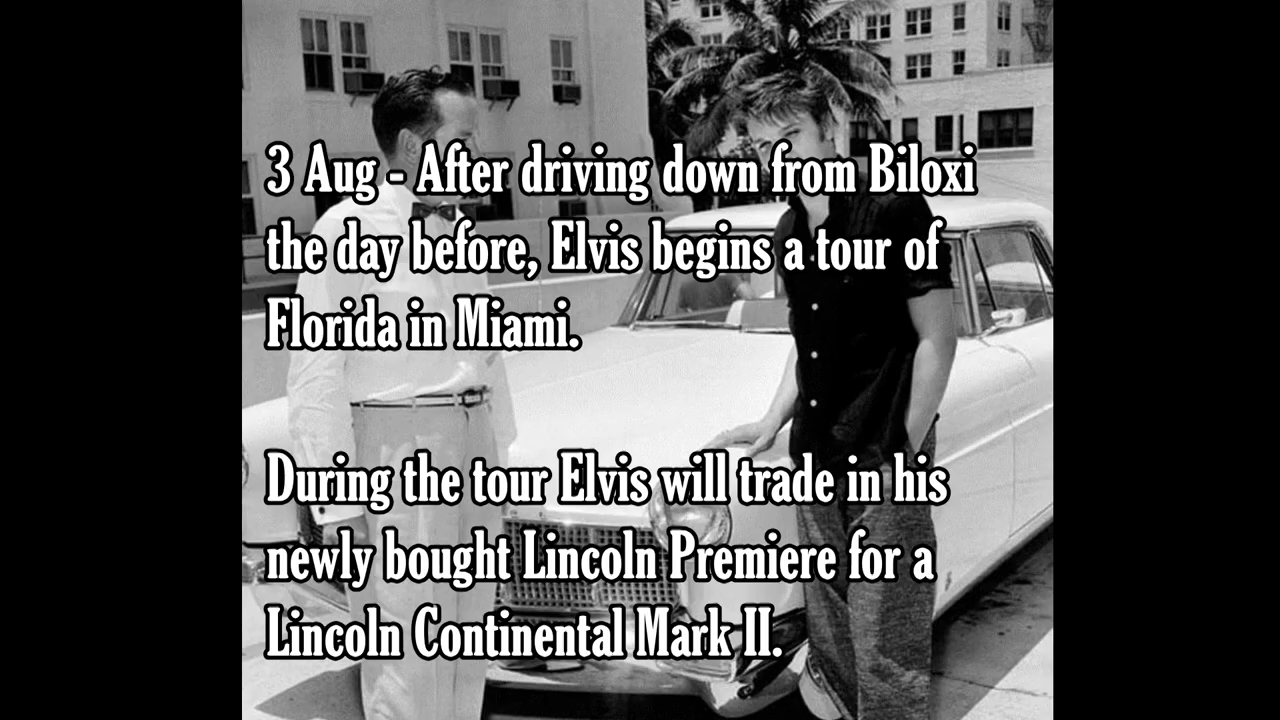 3 Aug - After driving down from Biloxi
the day before, Elvis begins a tour of
Florida in Miami.
During the tour Elvis will trade in his
newly bought Lincoln Premiere for a
Lincoln Continental Mark II.